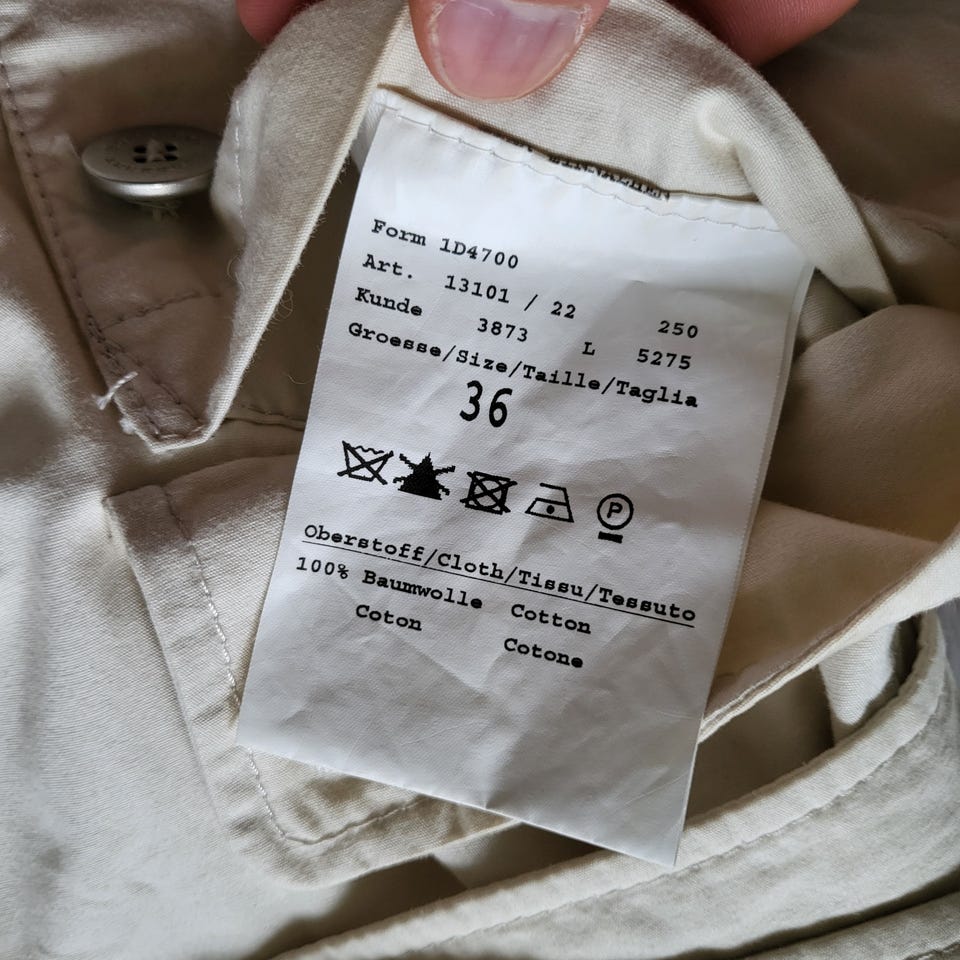 Form 1D4700
Art. 13101 / 22 250
Kunde 3873 L 5275
Groesse/Size/Taille/Taglia
36
P
Oberstoff/Cloth/Tissu/Tessuto
100% Baumwolle Cotton
Coton Cotone